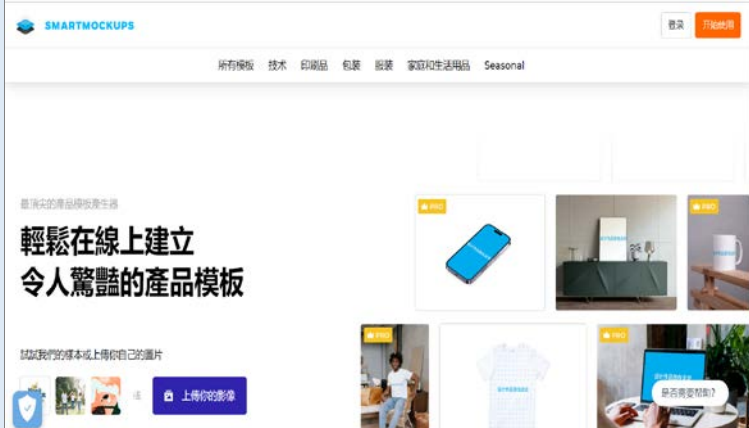 SMARTMOCKUPS
登录
开始使用
所有模板 技术 印刷品 包装 服装 家庭和生活用品 Seasonal
最頂尖的產品模板產生器
輕鬆在線上建立
令人驚豔的產品模板
PRO
PRO
試試我們的樣本或上傳你自己的圖片
或
上傳你的影像
PRO
PRO
是否需要帮助?